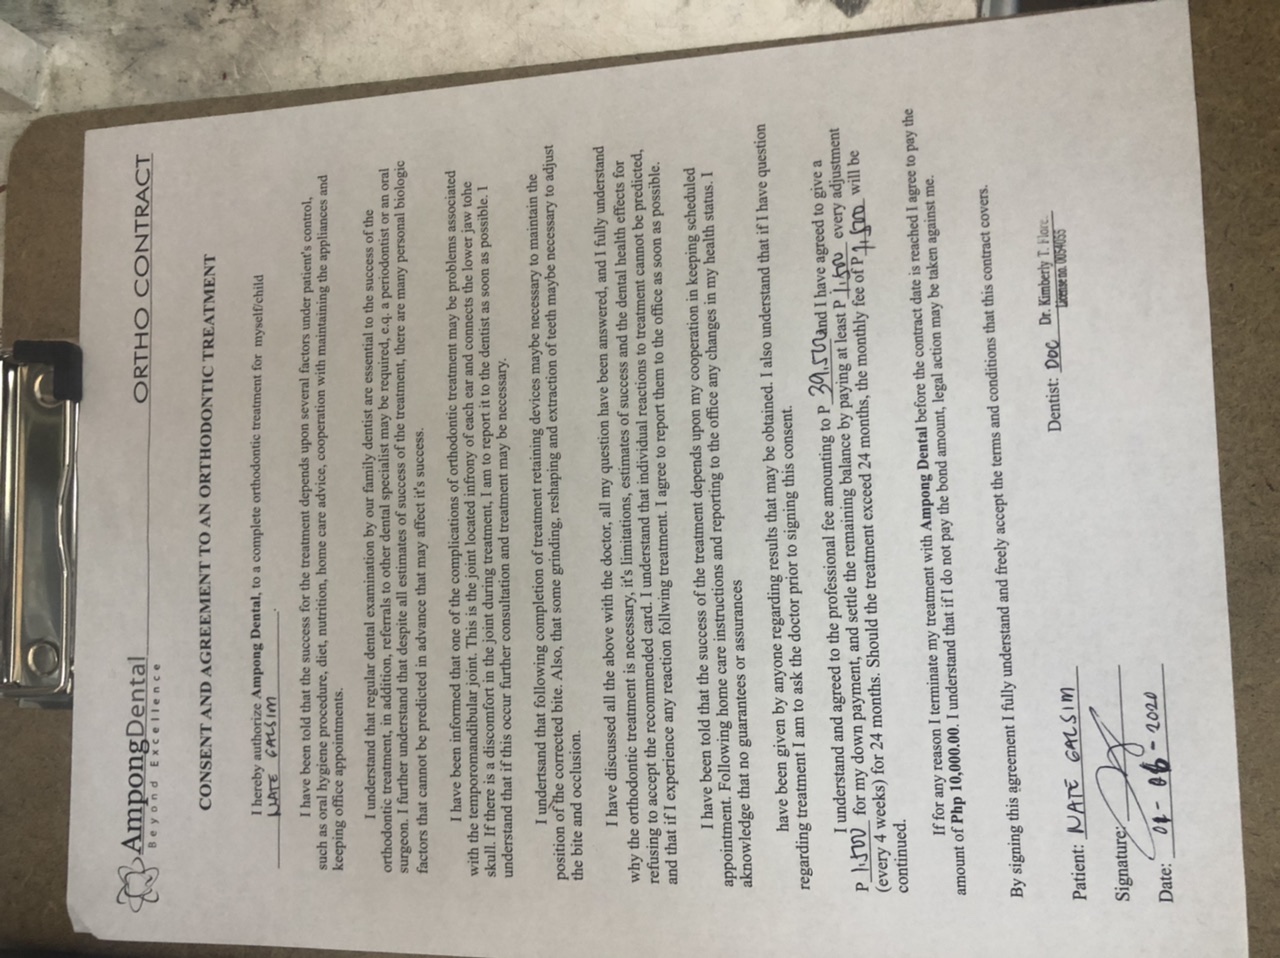 AmpongDental
Beyond Excellence
ORTHO CONTRACT
CONSENT AND AGREEMENT TO AN ORTHODONTIC TREATMENT
I hereby authorize Ampong Dental, to a complete orthodontic treatment for myself/child
NATE GALSIM.
I have been told that the success for the treatment depends upon several factors under patient's control,
such as oral hygiene procedure, diet, nutrition, home care advice, cooperation with maintaining the appliances and
keeping office appointments.
I understand that regular dental examination by our family dentist are essential to the success of the
orthodontic treatment, in addition, referrals to other dental specialist may be required, e.q. a periodontist or an oral
surgeon. I further understand that despite all estimates of success of the treatment, there are many personal biologic
factors that cannot be predicted in advance that may affect it's success.
I have been informed that one of the complications of orthodontic treatment may be problems associated
with the temporomandibular joint. This is the joint located infrony of each ear and connects the lower jaw tohe
skull. If there is a discomfort in the joint during treatment, I am to report it to the dentist as soon as possible. I
understand that if this occur further consultation and treatment may be necessary.
I undertsand that following completion of treatment retaining devices maybe necessary to maintain the
position of the corrected bite. Also, that some grinding, reshaping and extraction of teeth maybe necessary to adjust
the bite and occlusion.
I have discussed all the above with the doctor, all my question have been answered, and I fully understand
why the orthodontic treatment is necessary, it's limitations, estimates of success and the dental health effects for
refusing to accept the recommended card. I understand that individual reactions to treatment cannot be predicted,
and that if I experience any reaction follwing treatment. I agree to report them to the office as soon as possible.
I have been told that the success of the treatment depends upon my cooperation in keeping scheduled
appointment. Following home care instructions and reporting to the office any changes in my health status. I
aknowledge that no guarantees or assurances
have been given by anyone regarding results that may be obtained. I also understand that if I have question
regarding treatment I am to ask the doctor prior to signing this consent.
I understand and agreed to the professional fee amounting to P 39,500 and I have agreed to give a
P 1,500 for my down payment, and settle the remaining balance by paying at least P 1,500 every adjustment
(every 4 weeks) for 24 months. Should the treatment exceed 24 months, the monthly fee of P 1,500 will be
continued.
If for any reason I terminate my treatment with Ampong Dental before the contract date is reached I agree to pay the
amount of Php 10,000.00. I understand that if I do not pay the bond amount, legal action may be taken against me.
By signing this agreement I fully understand and freely accept the terms and conditions that this contract covers.
Patient: NATE GALSIM
Dentist: DOC Dr. Kimberly T.
License no. 0054055
Signature:
Date: 09-06-2020